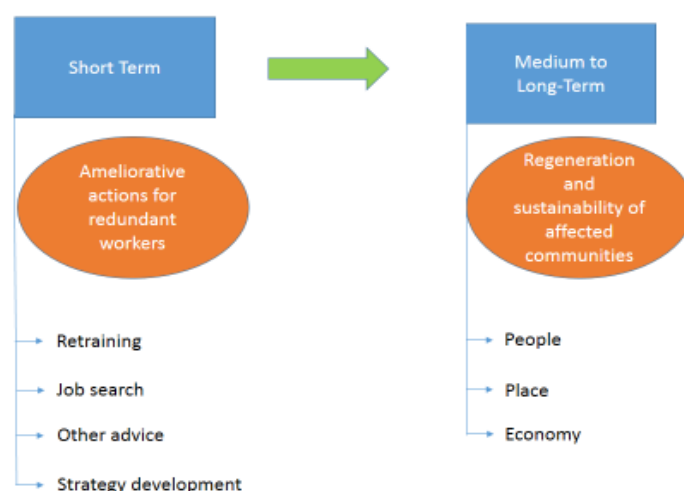 Short Term
Ameliorative
actions for
redundant
workers
Retraining
Job search
Other advice
Strategy development
Medium to
Long-Term
Regeneration
and
sustainability of
affected
communities
People
Place
Economy